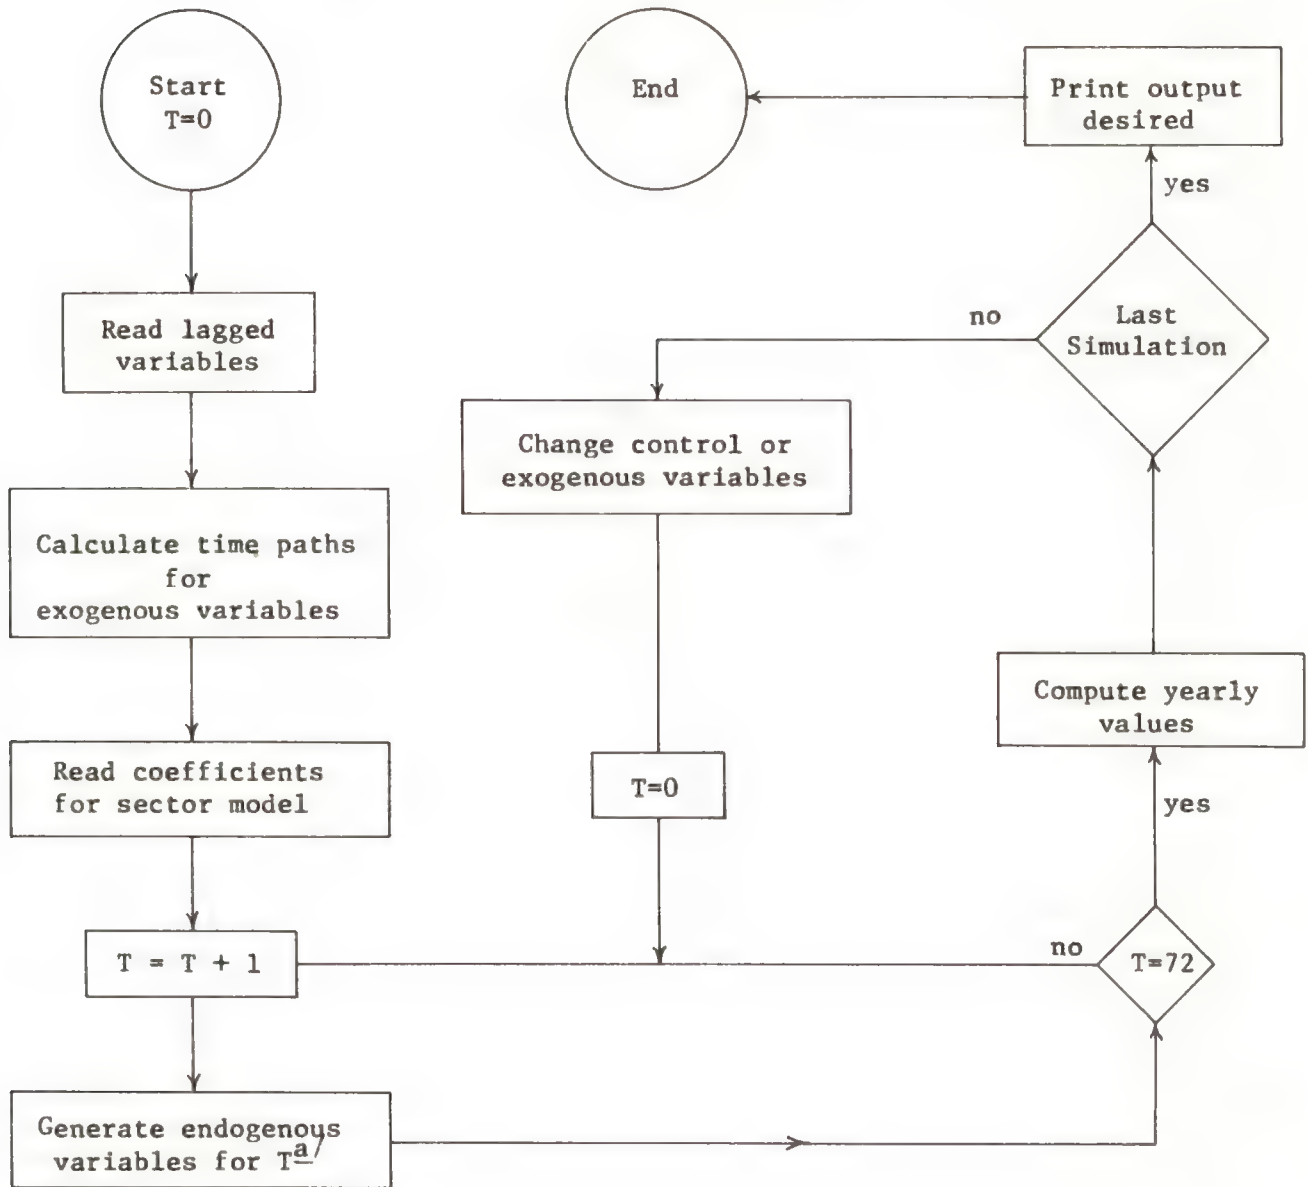 Start
T=0
Read lagged
variables
Calculate time paths
for
exogenous variables
Read coefficients
for sector model
T = T + 1
Generate endogenous
variables for Ta/
T=72
no
yes
Compute yearly
values
Last
Simulation
no
yes
Change control or
exogenous variables
T=0
Print output
desired
End